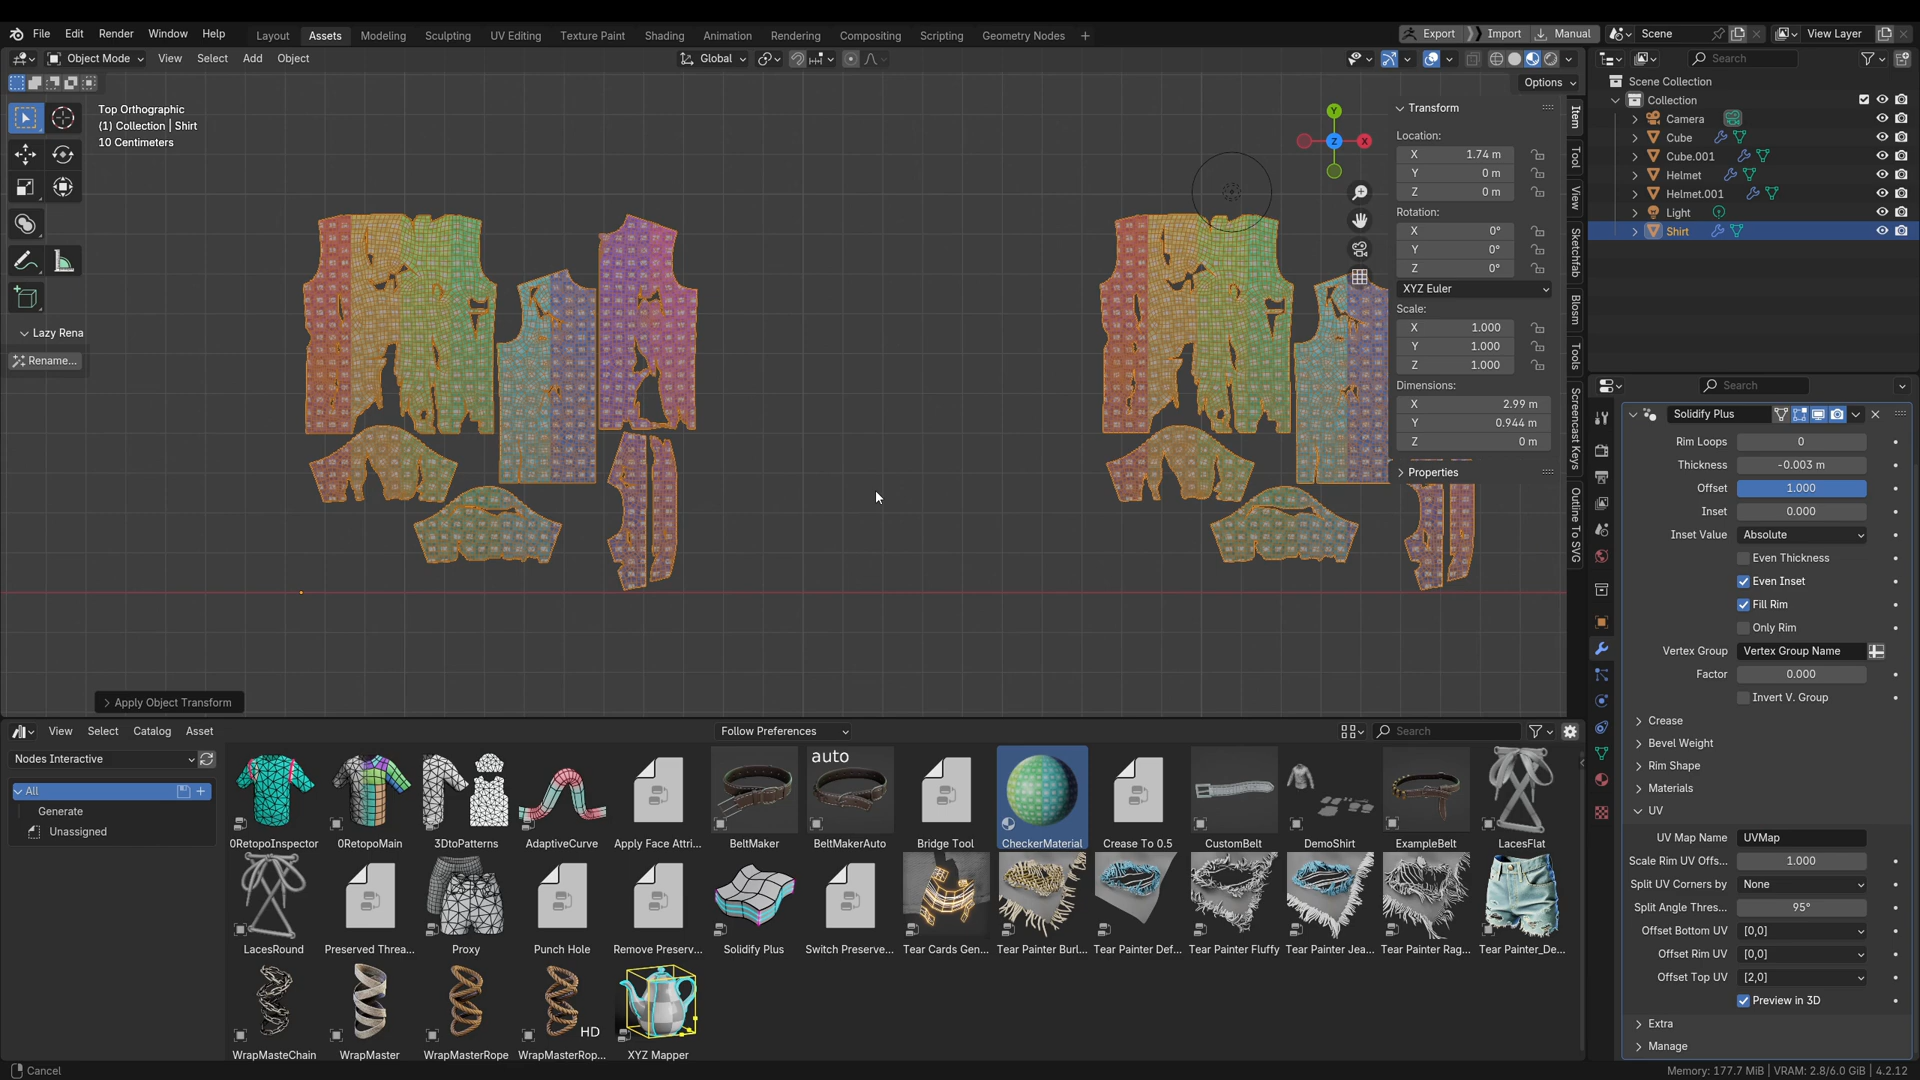 File Edit Render Window Help Layout Assets Modeling Sculpting UV Editing Texture Paint Shading Animation Rendering Compositing Scripting Geometry Nodes + Export Import Manual Scene View Layer
Object Mode View Select Add Object Global Search
Options
Top Orthographic
(1) Collection | Shirt
10 Centimeters
Lazy Rena
Rename...
Y
Z
X
Transform
Location:
X 1.74 m
Y 0 m
Z 0 m
Rotation:
X 0°
Y 0°
Z 0°
XYZ Euler
Scale:
X 1.000
Y 1.000
Z 1.000
Dimensions:
X 2.99 m
Y 0.944 m
Z 0 m
Properties
Item
Tool
View
Sketchfab
Blosm
Tools
Screencast Keys
Outline To SVG
Scene Collection
Collection
Camera
Cube
Cube.001
Helmet
Helmet.001
Light
Shirt
Search
Solidify Plus
Rim Loops 0
Thickness -0.003 m
Offset 1.000
Inset 0.000
Inset Value Absolute
Even Thickness
Even Inset
Fill Rim
Only Rim
Vertex Group Vertex Group Name
Factor 0.000
Invert V. Group
Crease
Bevel Weight
Rim Shape
Materials
UV
UV Map Name UVMap
Scale Rim UV Offs... 1.000
Split UV Corners by None
Split Angle Thres... 95°
Offset Bottom UV [0,0]
Offset Rim UV [0,0]
Offset Top UV [2,0]
Preview in 3D
Extra
Manage
Apply Object Transform
View Select Catalog Asset Follow Preferences Search
Nodes Interactive
All
Generate
Unassigned
auto
0RetopoInspector 0RetopoMain 3DtoPatterns AdaptiveCurve Apply Face Attri... BeltMaker BeltMakerAuto Bridge Tool CheckerMaterial Crease To 0.5 CustomBelt DemoShirt ExampleBelt LacesFlat
LacesRound Preserved Threa... Proxy Punch Hole Remove Preserv... Solidify Plus Switch Preserve... Tear Cards Gen... Tear Painter Burl... Tear Painter Def... Tear Painter Fluffy Tear Painter Jea... Tear Painter Rag... Tear Painter_De...
HD
WrapMasteChain WrapMaster WrapMasterRope WrapMasterRop... XYZ Mapper
Cancel
Memory: 177.7 MiB | VRAM: 2.8/6.0 GiB | 4.2.12